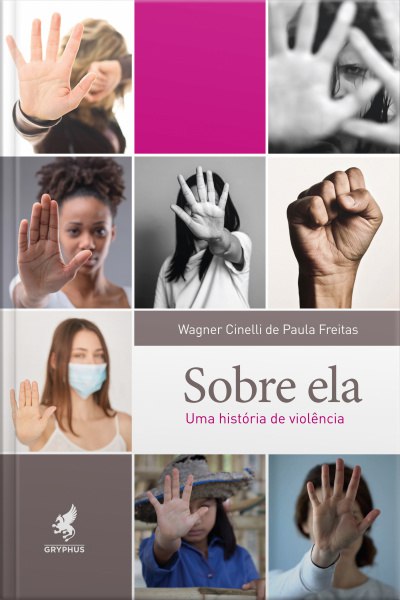 Wagner Cinelli de Paula Freitas
Sobre ela
Uma história de violência
GRYPHUS